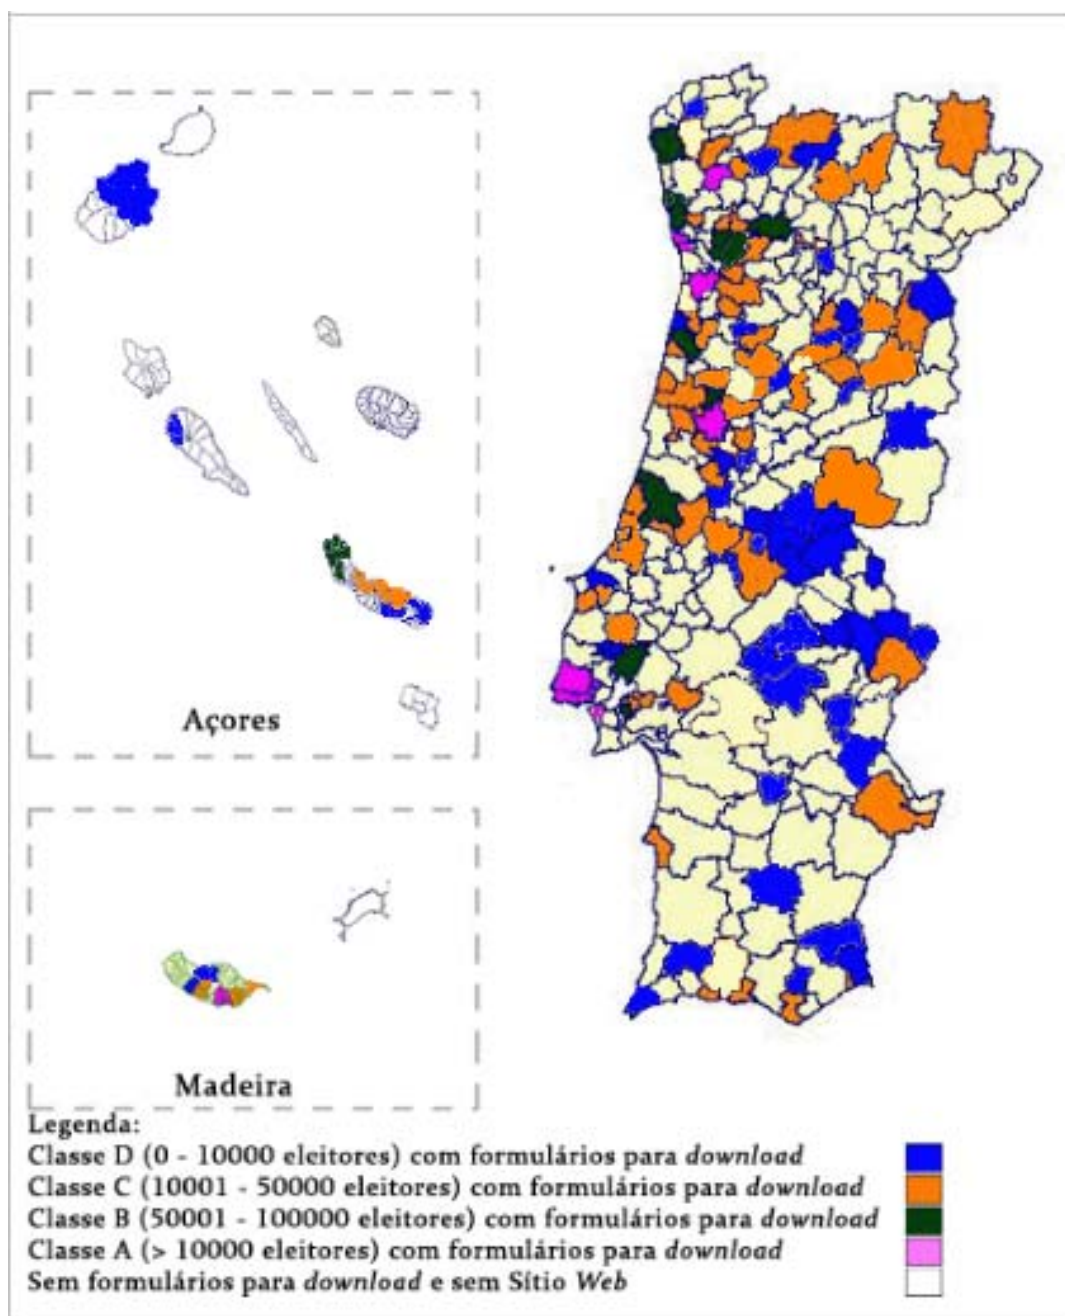 Açores
Madeira
Legenda:
Classe D (0 - 10000 eleitores) com formulários para download
Classe C (10001 - 50000 eleitores) com formulários para download
Classe B (50001 - 100000 eleitores) com formulários para download
Classe A (> 10000 eleitores) com formulários para download
Sem formulários para download e sem Sítio Web